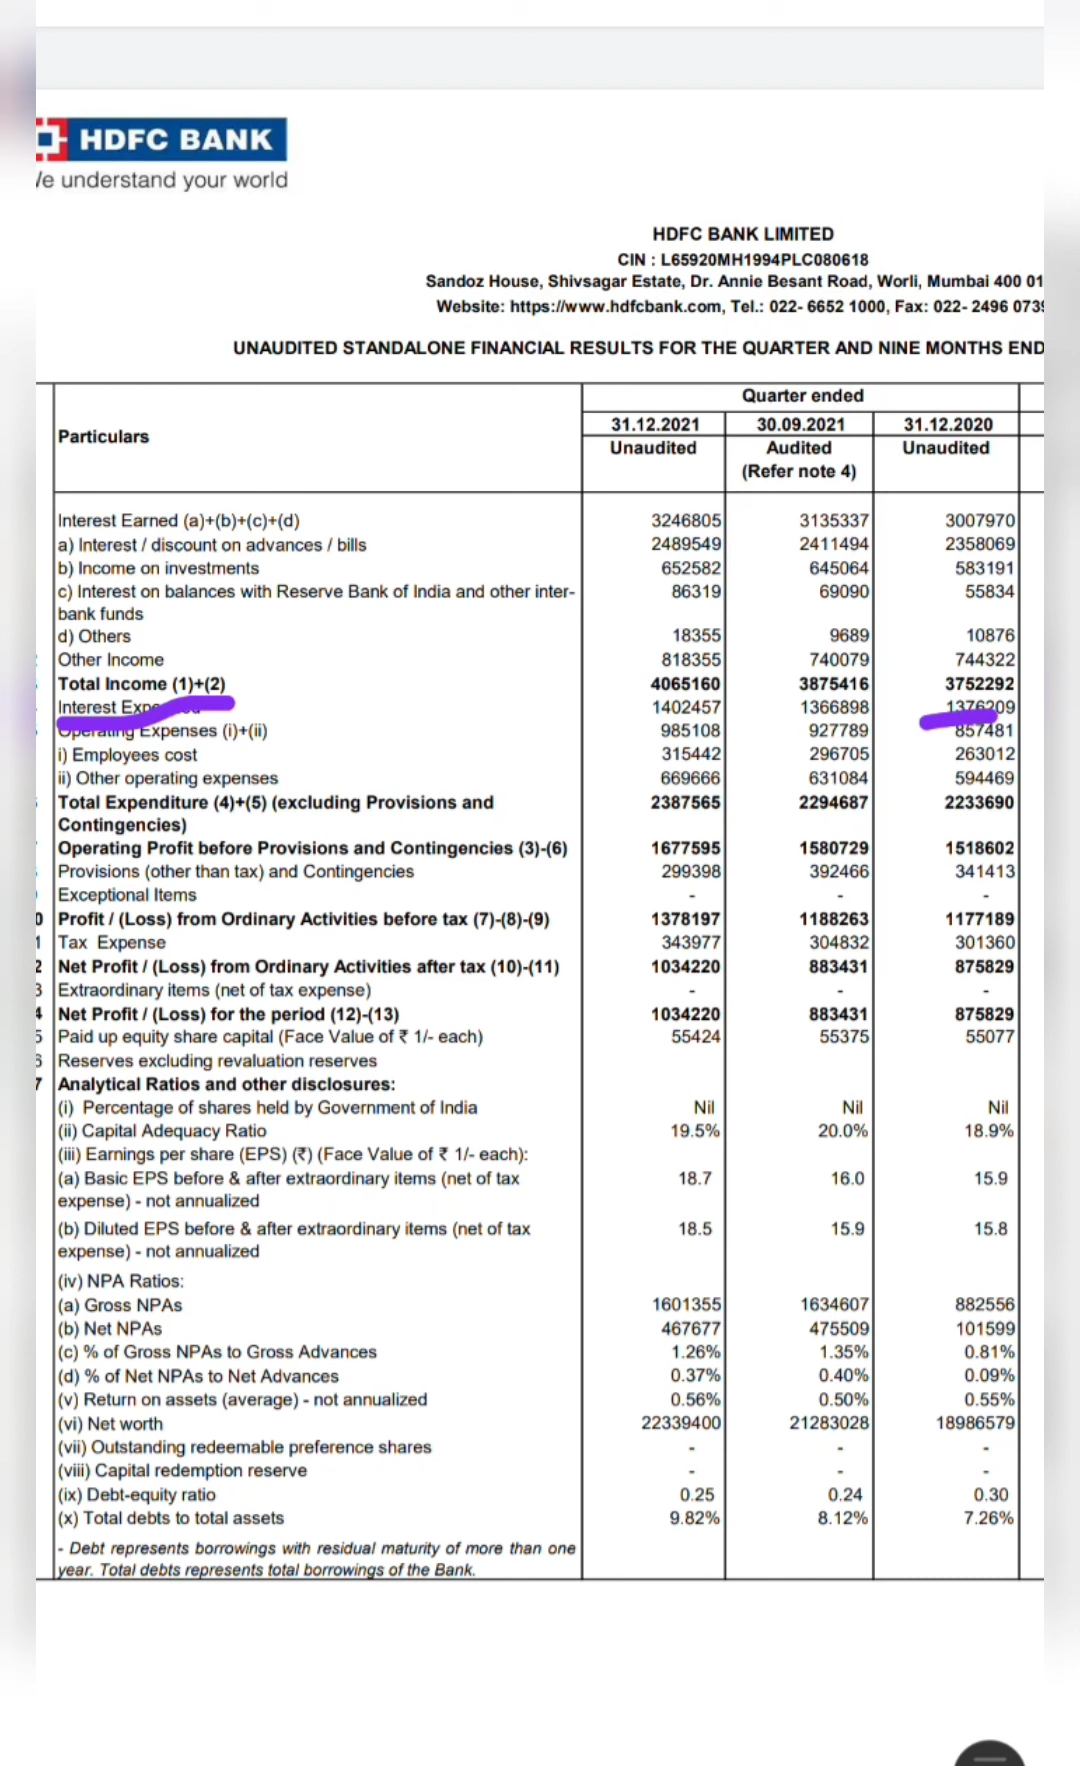 HDFC BANK
e understand your world
HDFC BANK LIMITED
CIN : L65920MH1994PLC080618
Sandoz House, Shivsagar Estate, Dr. Annie Besant Road, Worli, Mumbai 400 01
Website: https://www.hdfcbank.com, Tel.: 022- 6652 1000, Fax: 022- 2496 073
UNAUDITED STANDALONE FINANCIAL RESULTS FOR THE QUARTER AND NINE MONTHS END
Quarter ended
Particulars 31.12.2021 30.09.2021 31.12.2020
Unaudited Audited Unaudited
(Refer note 4)
Interest Earned (a)+(b)+(c)+(d) 3246805 3135337 3007970
a) Interest / discount on advances / bills 2489549 2411494 2358069
b) Income on investments 652582 645064 583191
c) Interest on balances with Reserve Bank of India and other inter- 86319 69090 55834
bank funds
d) Others 18355 9689 10876
Other Income 818355 740079 744322
Total Income (1)+(2) 4065160 3875416 3752292
Interest 1402457 1366898 1376209
Operating Expenses (i)+(ii) 985108 927789 857481
i) Employees cost 315442 296705 263012
ii) Other operating expenses 669666 631084 594469
Total Expenditure (4)+(5) (excluding Provisions and 2387565 2294687 2233690
Contingencies)
Operating Profit before Provisions and Contingencies (3)-(6) 1677595 1580729 1518602
Provisions (other than tax) and Contingencies 299398 392466 341413
Exceptional Items - - -
0 Profit / (Loss) from Ordinary Activities before tax (7)-(8)-(9) 1378197 1188263 1177189
1 Tax Expense 343977 304832 301360
2 Net Profit / (Loss) from Ordinary Activities after tax (10)-(11) 1034220 883431 875829
3 Extraordinary items (net of tax expense) - - -
4 Net Profit / (Loss) for the period (12)-(13) 1034220 883431 875829
5 Paid up equity share capital (Face Value of ₹ 1/- each) 55424 55375 55077
6 Reserves excluding revaluation reserves
7 Analytical Ratios and other disclosures:
(i) Percentage of shares held by Government of India Nil Nil Nil
(ii) Capital Adequacy Ratio 19.5% 20.0% 18.9%
(iii) Earnings per share (EPS) (₹) (Face Value of ₹ 1/- each):
(a) Basic EPS before & after extraordinary items (net of tax 18.7 16.0 15.9
expense) - not annualized
(b) Diluted EPS before & after extraordinary items (net of tax 18.5 15.9 15.8
expense) - not annualized
(iv) NPA Ratios:
(a) Gross NPAs 1601355 1634607 882556
(b) Net NPAs 467677 475509 101599
(c) % of Gross NPAs to Gross Advances 1.26% 1.35% 0.81%
(d) % of Net NPAs to Net Advances 0.37% 0.40% 0.09%
(v) Return on assets (average) - not annualized 0.56% 0.50% 0.55%
(vi) Net worth 22339400 21283028 18986579
(vii) Outstanding redeemable preference shares - - -
(viii) Capital redemption reserve - - -
(ix) Debt-equity ratio 0.25 0.24 0.30
(x) Total debts to total assets 9.82% 8.12% 7.26%
- Debt represents borrowings with residual maturity of more than one
year. Total debts represents total borrowings of the Bank.